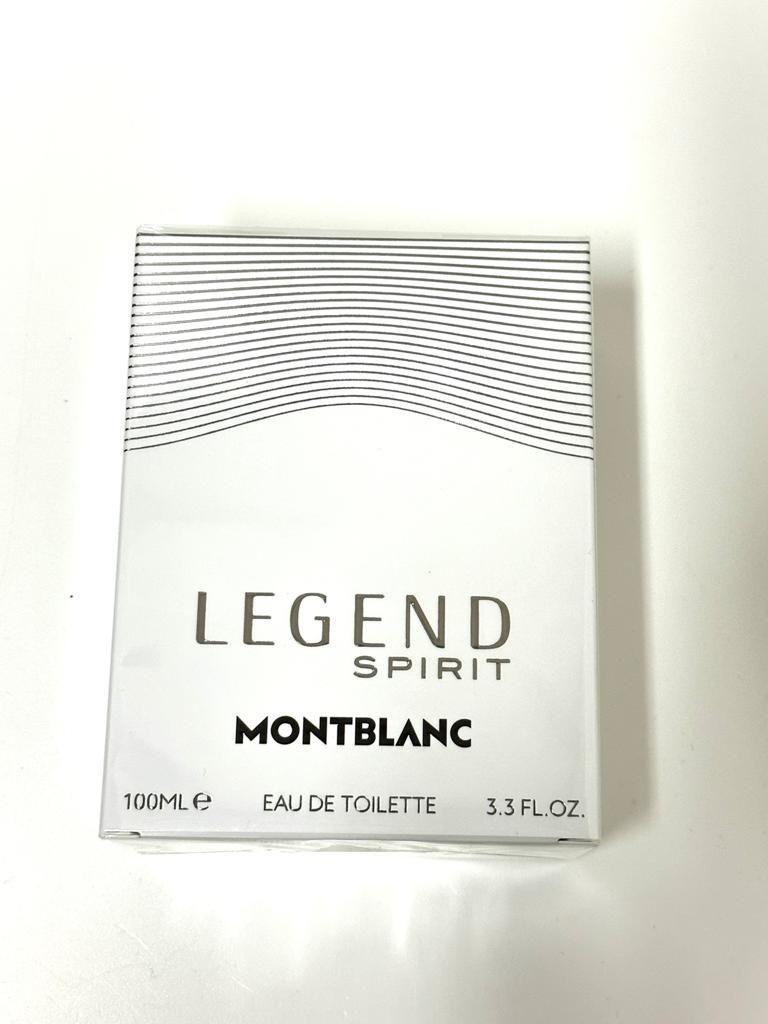 LEGEND
SPIRIT
MONTBLANC
100ML ℮ EAU DE TOILETTE 3.3 FL.OZ.